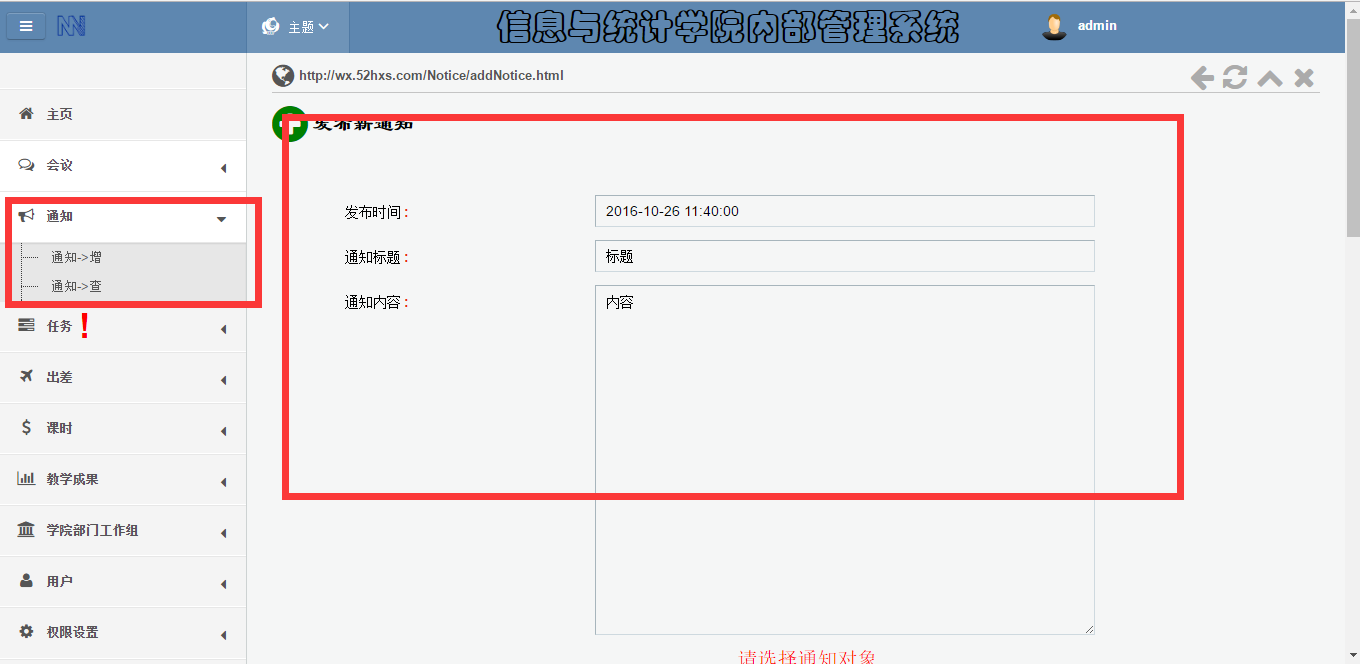 主题
信息与统计学院内部管理系统
admin
http://wx.52hxs.com/Notice/addNotice.html
主页
会议
通知
通知->增
通知->查
任务
!
出差
课时
教学成果
学院部门工作组
用户
权限设置
发布新通知
发布时间:
2016-10-26 11:40:00
通知标题:
标题
通知内容:
内容
请选择通知对象